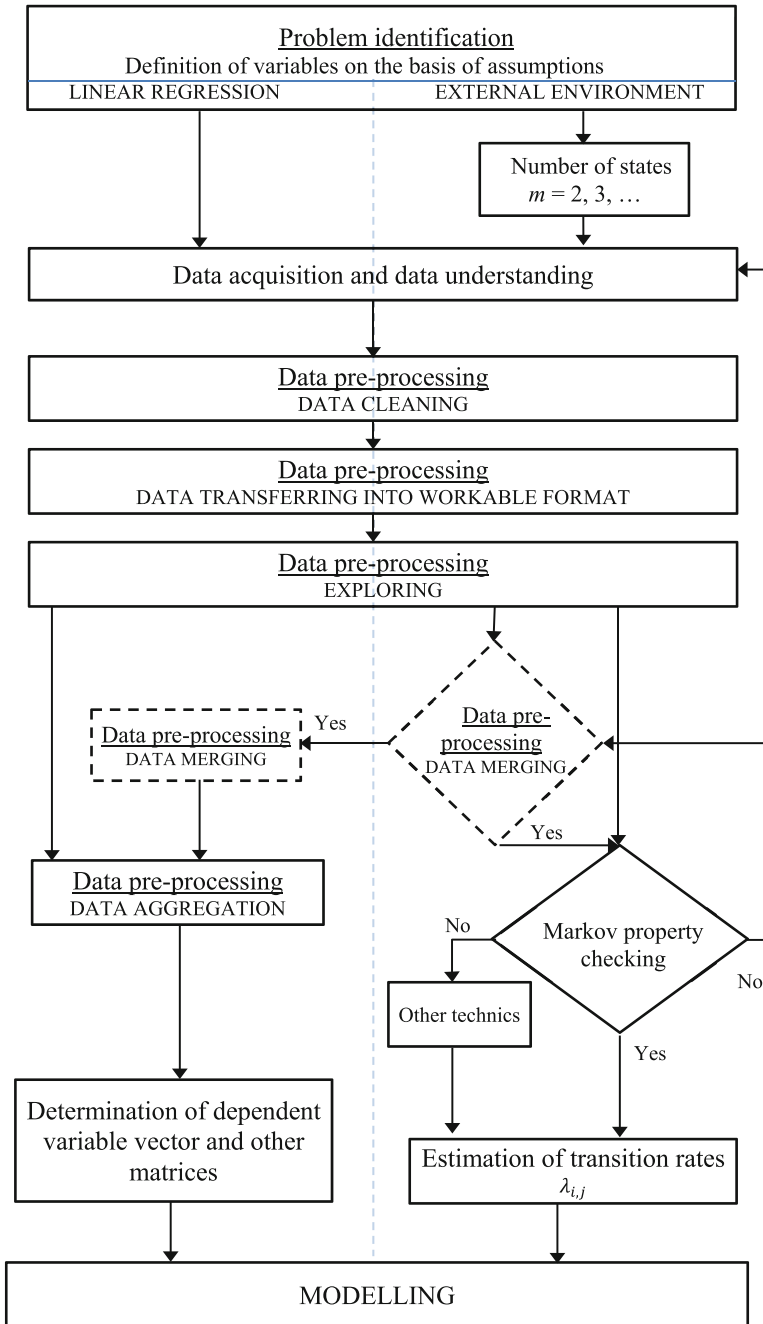 Problem identification
Definition of variables on the basis of assumptions
LINEAR REGRESSION
EXTERNAL ENVIRONMENT
Number of states
m = 2, 3, …
Data acquisition and data understanding
Data pre-processing
DATA CLEANING
Data pre-processing
DATA TRANSFERRING INTO WORKABLE FORMAT
Data pre-processing
EXPLORING
Data pre-processing
DATA MERGING
Yes
Data pre-
processing
DATA MERGING
Yes
Data pre-processing
DATA AGGREGATION
No
Markov property
checking
No
Other technics
Yes
Determination of dependent
variable vector and other
matrices
Estimation of transition rates
λi,j
MODELLING